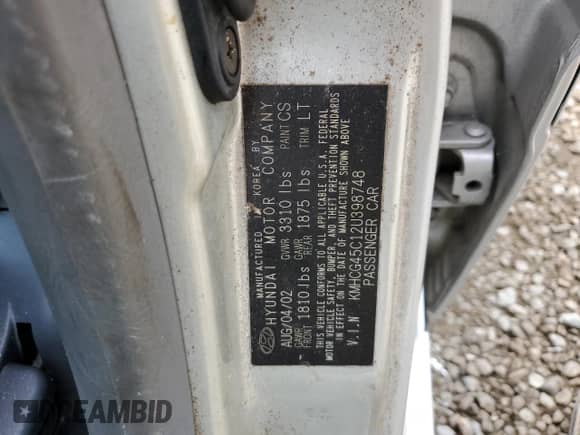 MANUFACTURED IN KOREA BY
HYUNDAI MOTOR COMPANY
AUG/04/02 GVWR 3310 lbs PAINT CS
GAWR FRONT 1810 lbs GAWR REAR 1875 lbs TRIM LT
THIS VEHICLE CONFORMS TO ALL APPLICABLE U.S.A. FEDERAL
MOTOR VEHICLE SAFETY, BUMPER, AND THEFT PREVENTION STANDARDS
IN EFFECT ON THE DATE OF MANUFACTURE SHOWN ABOVE
V.I.N KMHCG45C12U398748
PASSENGER CAR
DREAMBID
DREAMBID